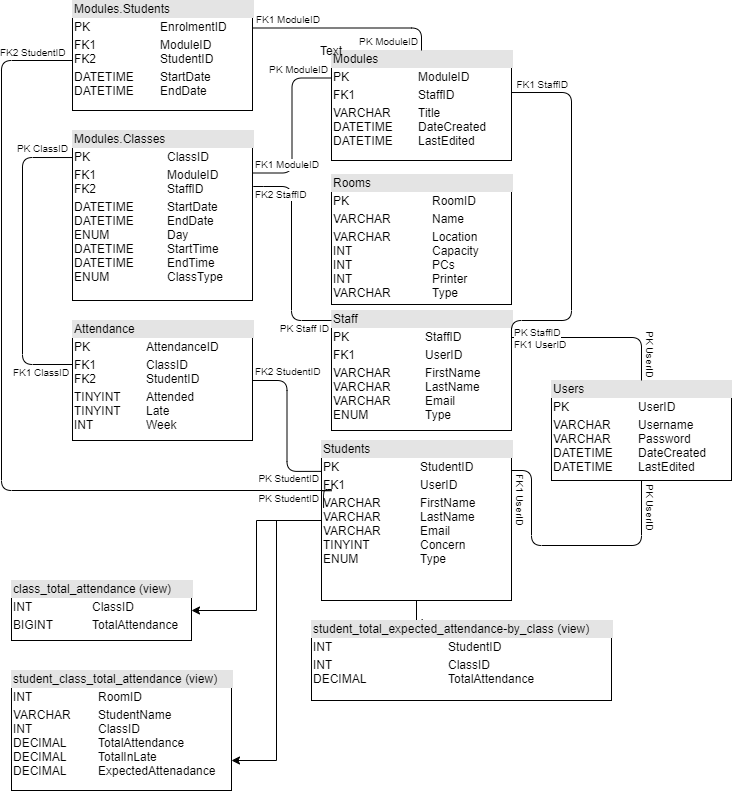 Modules.Students
PK EnrolmentID
FK1 ModuleID
FK2 StudentID
DATETIME StartDate
DATETIME EndDate
FK1 ModuleID
PK ModuleID
FK2 StudentID
Text
Modules
PK ModuleID
FK1 StaffID
VARCHAR Title
DATETIME DateCreated
DATETIME LastEdited
PK ModuleID
FK1 StaffID
Modules.Classes
PK ClassID
FK1 ModuleID
FK2 StaffID
DATETIME StartDate
DATETIME EndDate
ENUM Day
DATETIME StartTime
DATETIME EndTime
ENUM ClassType
PK ClassID
FK1 ModuleID
FK2 StaffID
Rooms
PK RoomID
VARCHAR Name
VARCHAR Location
INT Capacity
INT PCs
INT Printer
VARCHAR Type
Attendance
PK AttendanceID
FK1 ClassID
FK2 StudentID
TINYINT Attended
TINYINT Late
INT Week
FK1 ClassID
FK2 StudentID
PK Staff ID
Staff
PK StaffID
FK1 UserID
VARCHAR FirstName
VARCHAR LastName
VARCHAR Email
ENUM Type
PK StaffID
FK1 UserID
PK UserID
Users
PK UserID
VARCHAR Username
VARCHAR Password
DATETIME DateCreated
DATETIME LastEdited
PK UserID
FK1 UserID
Students
PK StudentID
FK1 UserID
VARCHAR FirstName
VARCHAR LastName
VARCHAR Email
TINYINT Concern
ENUM Type
PK StudentID
PK StudentID
class_total_attendance (view)
INT ClassID
BIGINT TotalAttendance
student_total_expected_attendance-by_class (view)
INT StudentID
INT ClassID
DECIMAL TotalAttendance
student_class_total_attendance (view)
INT RoomID
VARCHAR StudentName
INT ClassID
DECIMAL TotalAttendance
DECIMAL TotalInLate
DECIMAL ExpectedAttenadance